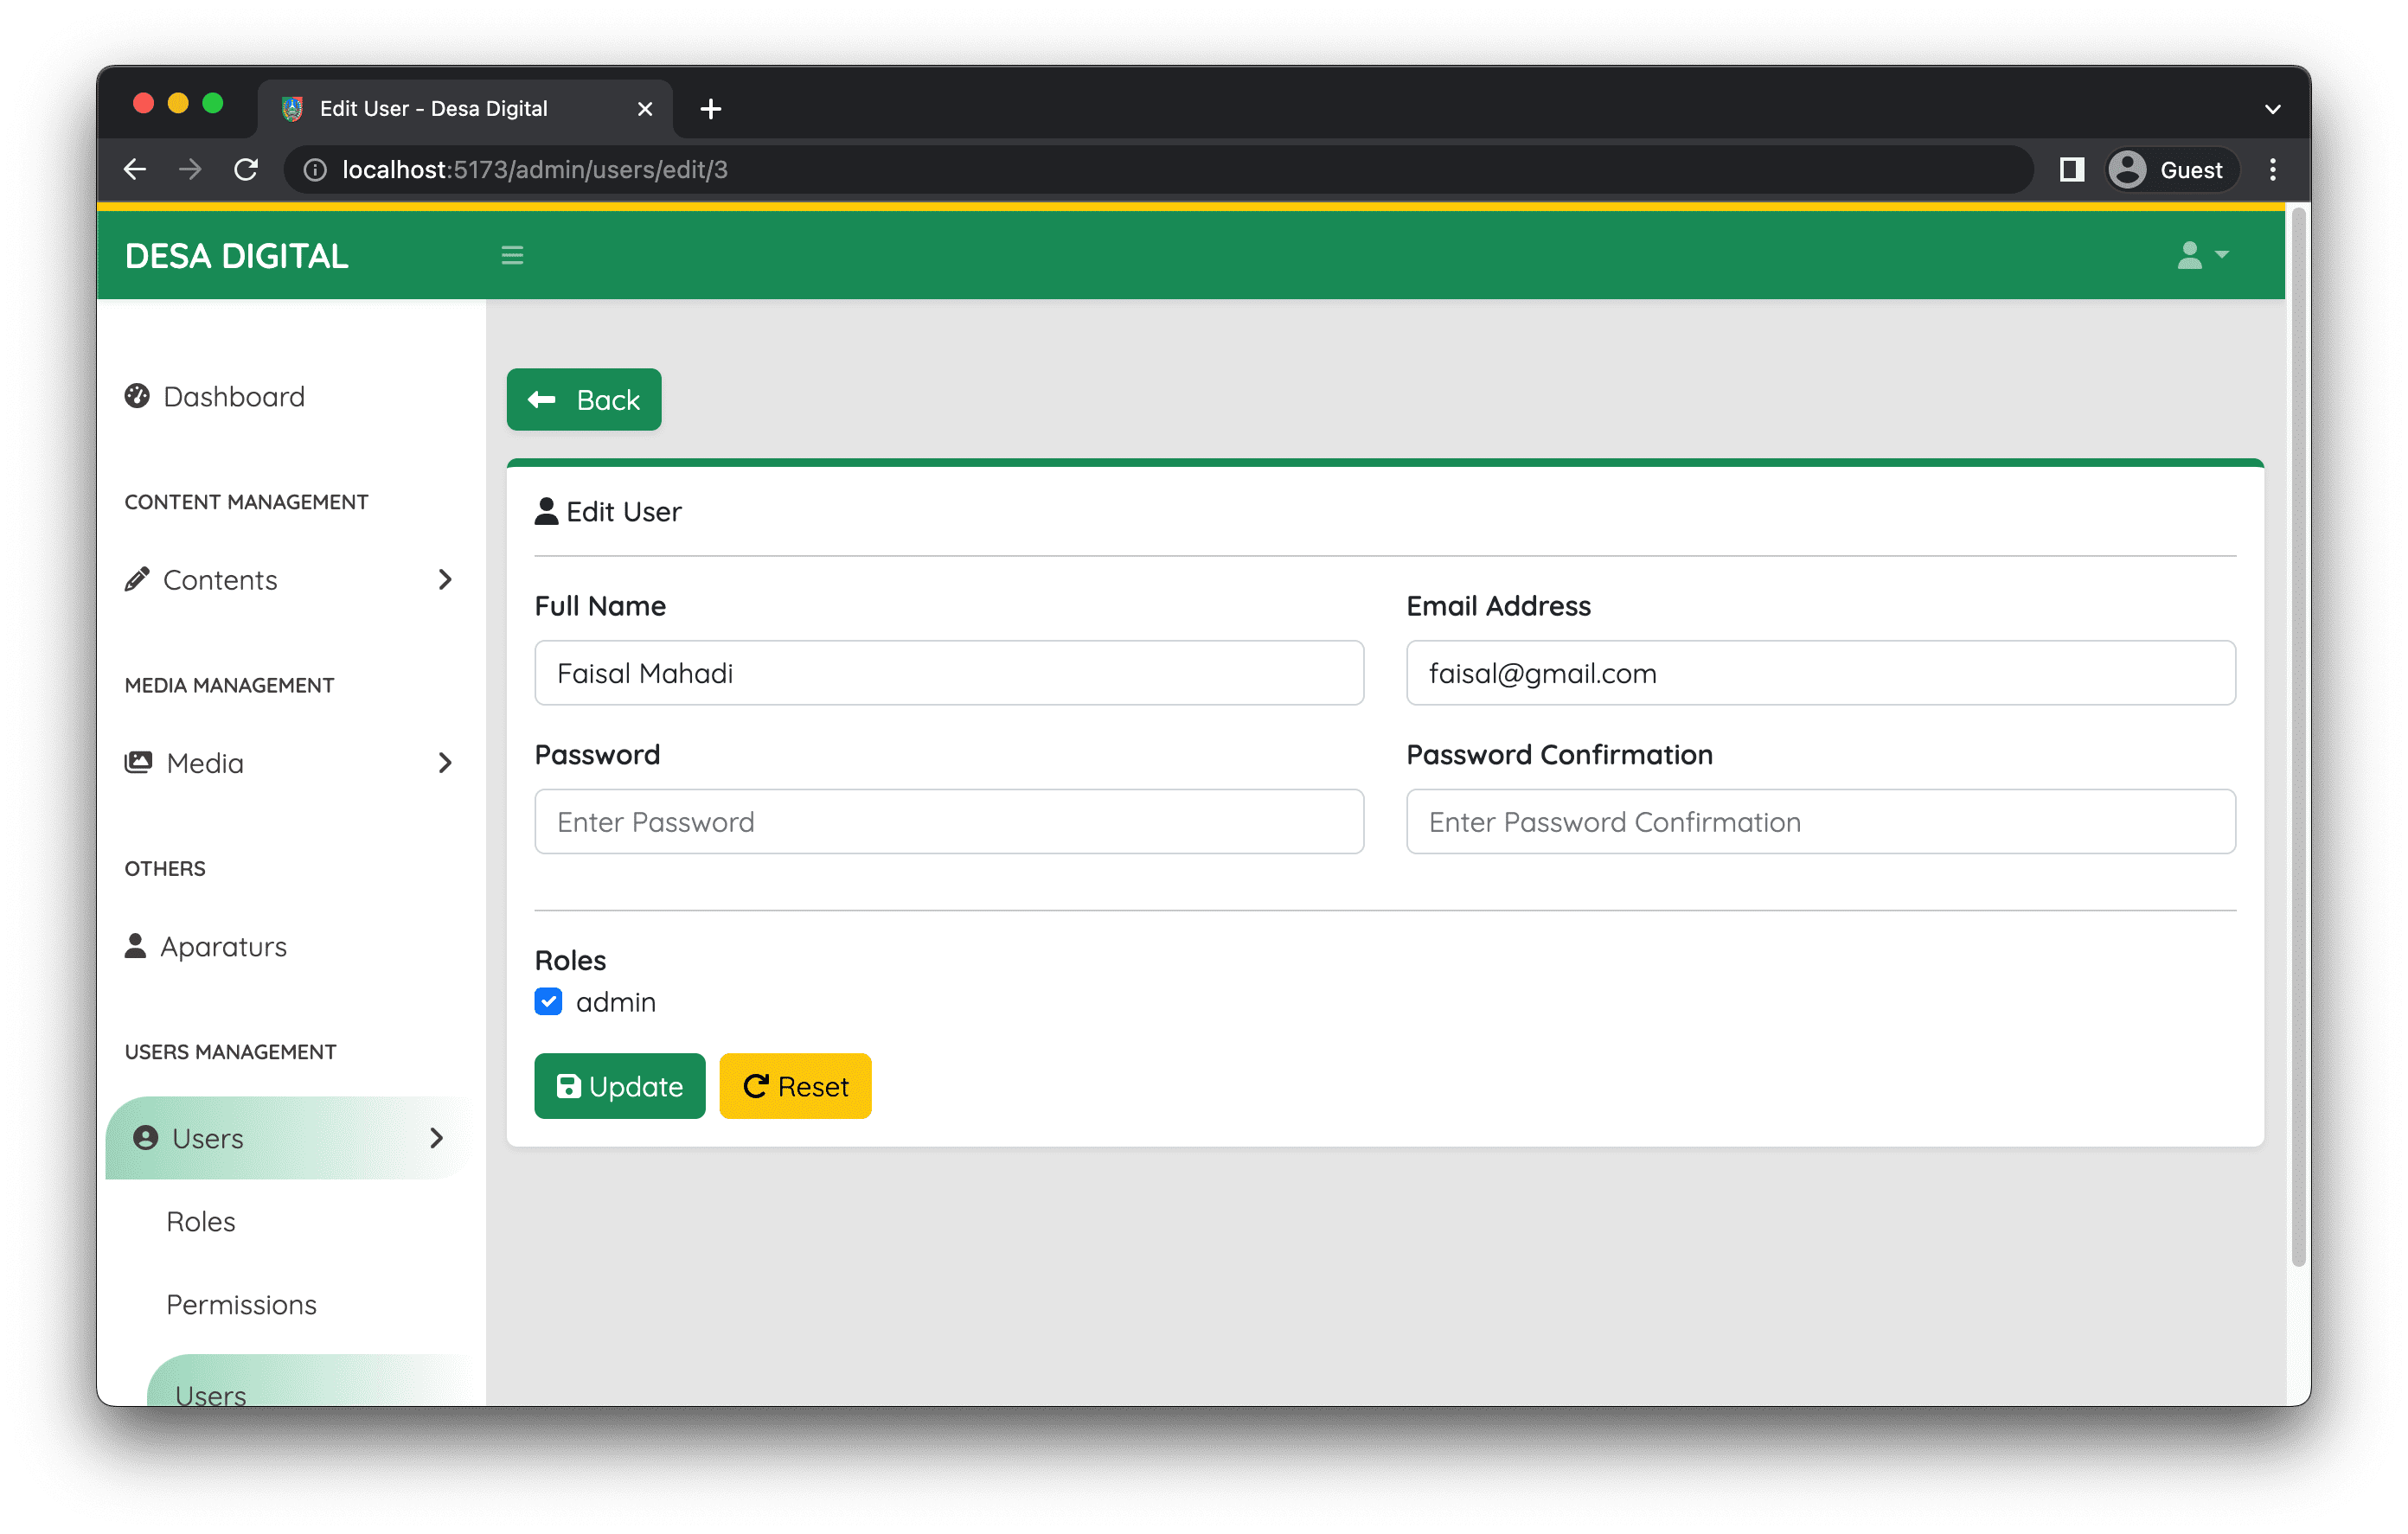 Edit User - Desa Digital
localhost:5173/admin/users/edit/3
Guest
DESA DIGITAL
Dashboard
CONTENT MANAGEMENT
Contents
MEDIA MANAGEMENT
Media
OTHERS
Aparaturs
USERS MANAGEMENT
Users
Roles
Permissions
Users
Back
Edit User
Full Name
Email Address
Faisal Mahadi
faisal@gmail.com
Password
Password Confirmation
Enter Password
Enter Password Confirmation
Roles
admin
Update
Reset